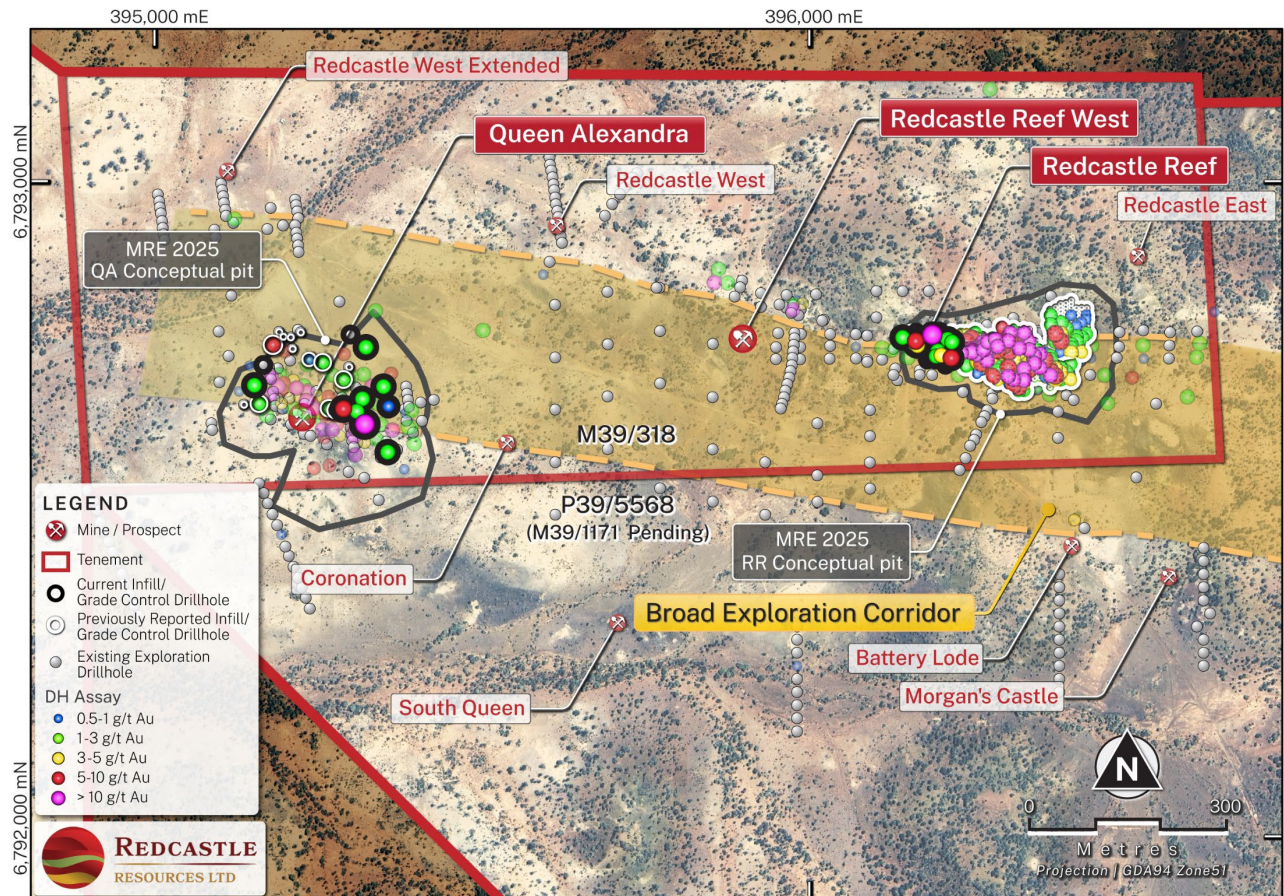 395,000 mE
396,000 mE
6,793,000 mN
6,792,000 mN
Redcastle West Extended
Queen Alexandra
Redcastle Reef West
Redcastle Reef
Redcastle West
Redcastle East
MRE 2025
QA Conceptual pit
M39/318
P39/5568
(M39/1171 Pending)
MRE 2025
RR Conceptual pit
Coronation
Broad Exploration Corridor
Battery Lode
Morgan's Castle
South Queen
LEGEND
Mine / Prospect
Tenement
Current Infill/
Grade Control Drillhole
Previously Reported Infill/
Grade Control Drillhole
Existing Exploration
Drillhole
DH Assay
0.5-1 g/t Au
1-3 g/t Au
3-5 g/t Au
5-10 g/t Au
> 10 g/t Au
REDCASTLE
RESOURCES LTD
N
0 300
Metres
Projection | GDA94 Zone51